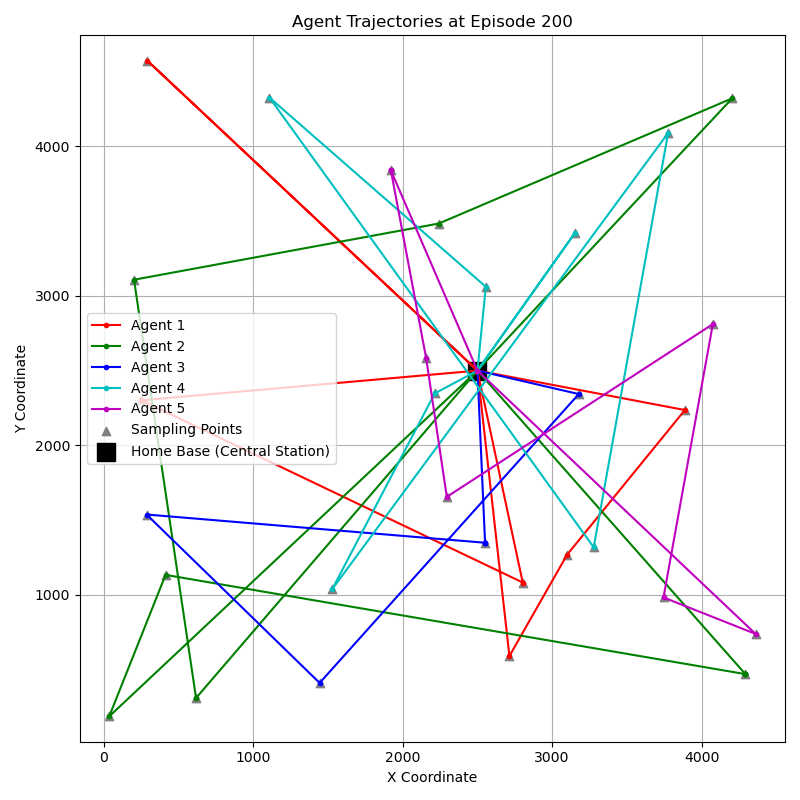 Agent Trajectories at Episode 200
Y Coordinate
4000
3000
2000
1000
Agent 1
Agent 2
Agent 3
Agent 4
Agent 5
Sampling Points
Home Base (Central Station)
0 1000 2000 3000 4000
X Coordinate